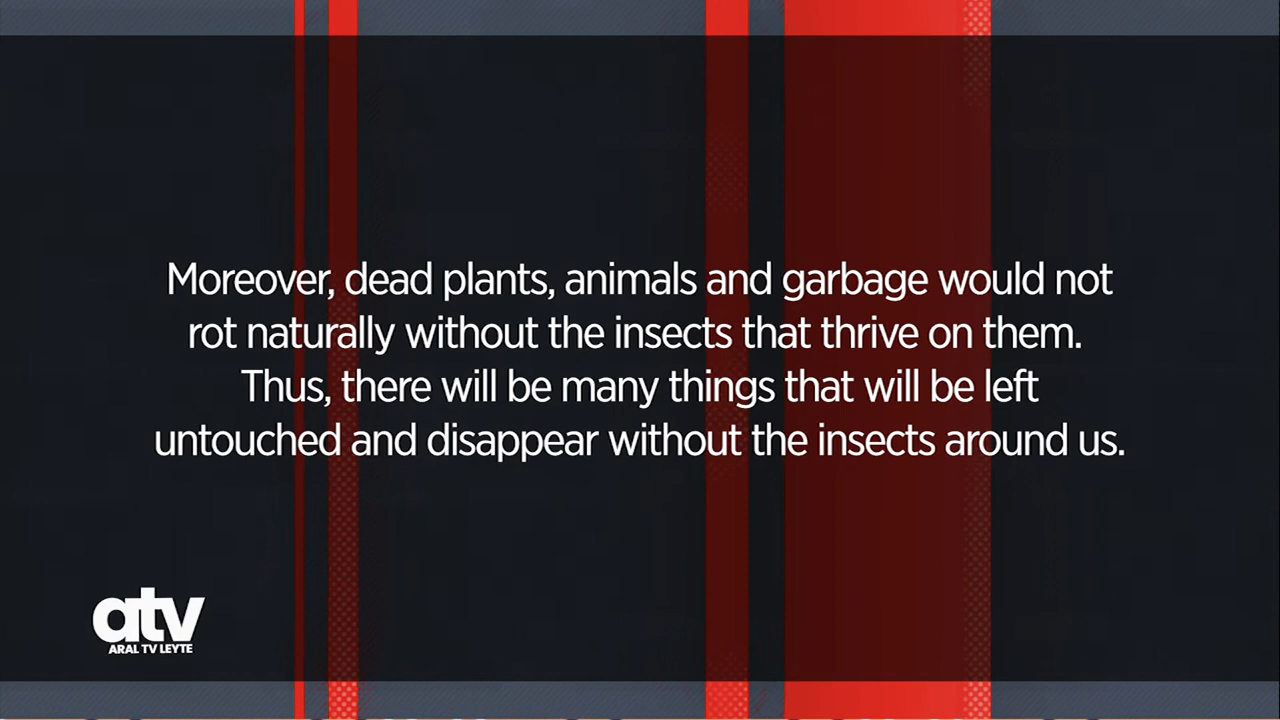 Moreover, dead plants, animals and garbage would not
rot naturally without the insects that thrive on them.
Thus, there will be many things that will be left
untouched and disappear without the insects around us.
atv
ARAL TV LEYTE